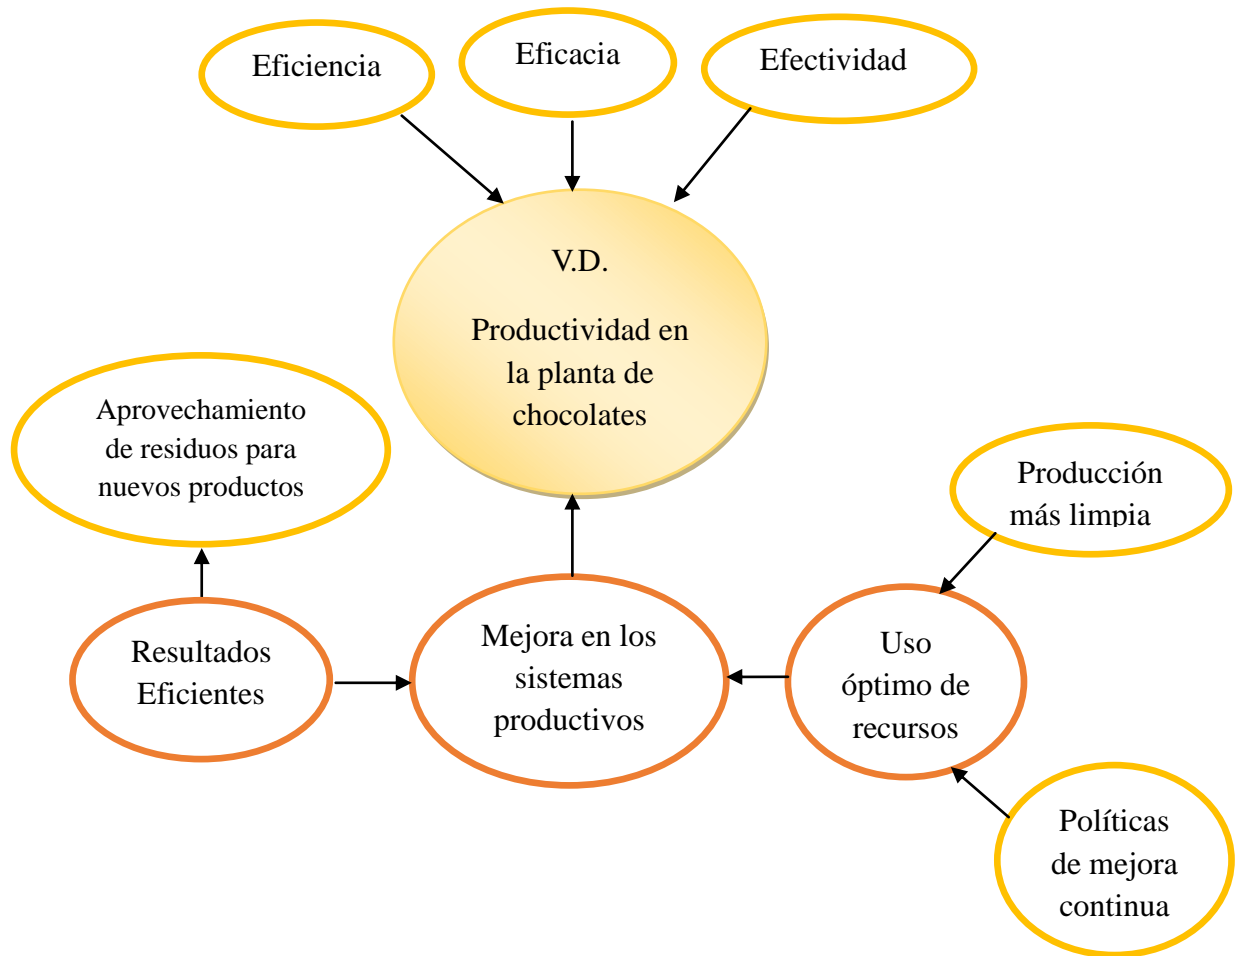 Eficiencia
Eficacia
Efectividad
V.D.
Productividad en
la planta de
chocolates
Aprovechamiento
de residuos para
nuevos productos
Producción
más limpia
Resultados
Eficientes
Mejora en los
sistemas
productivos
Uso
óptimo de
recursos
Políticas
de mejora
continua